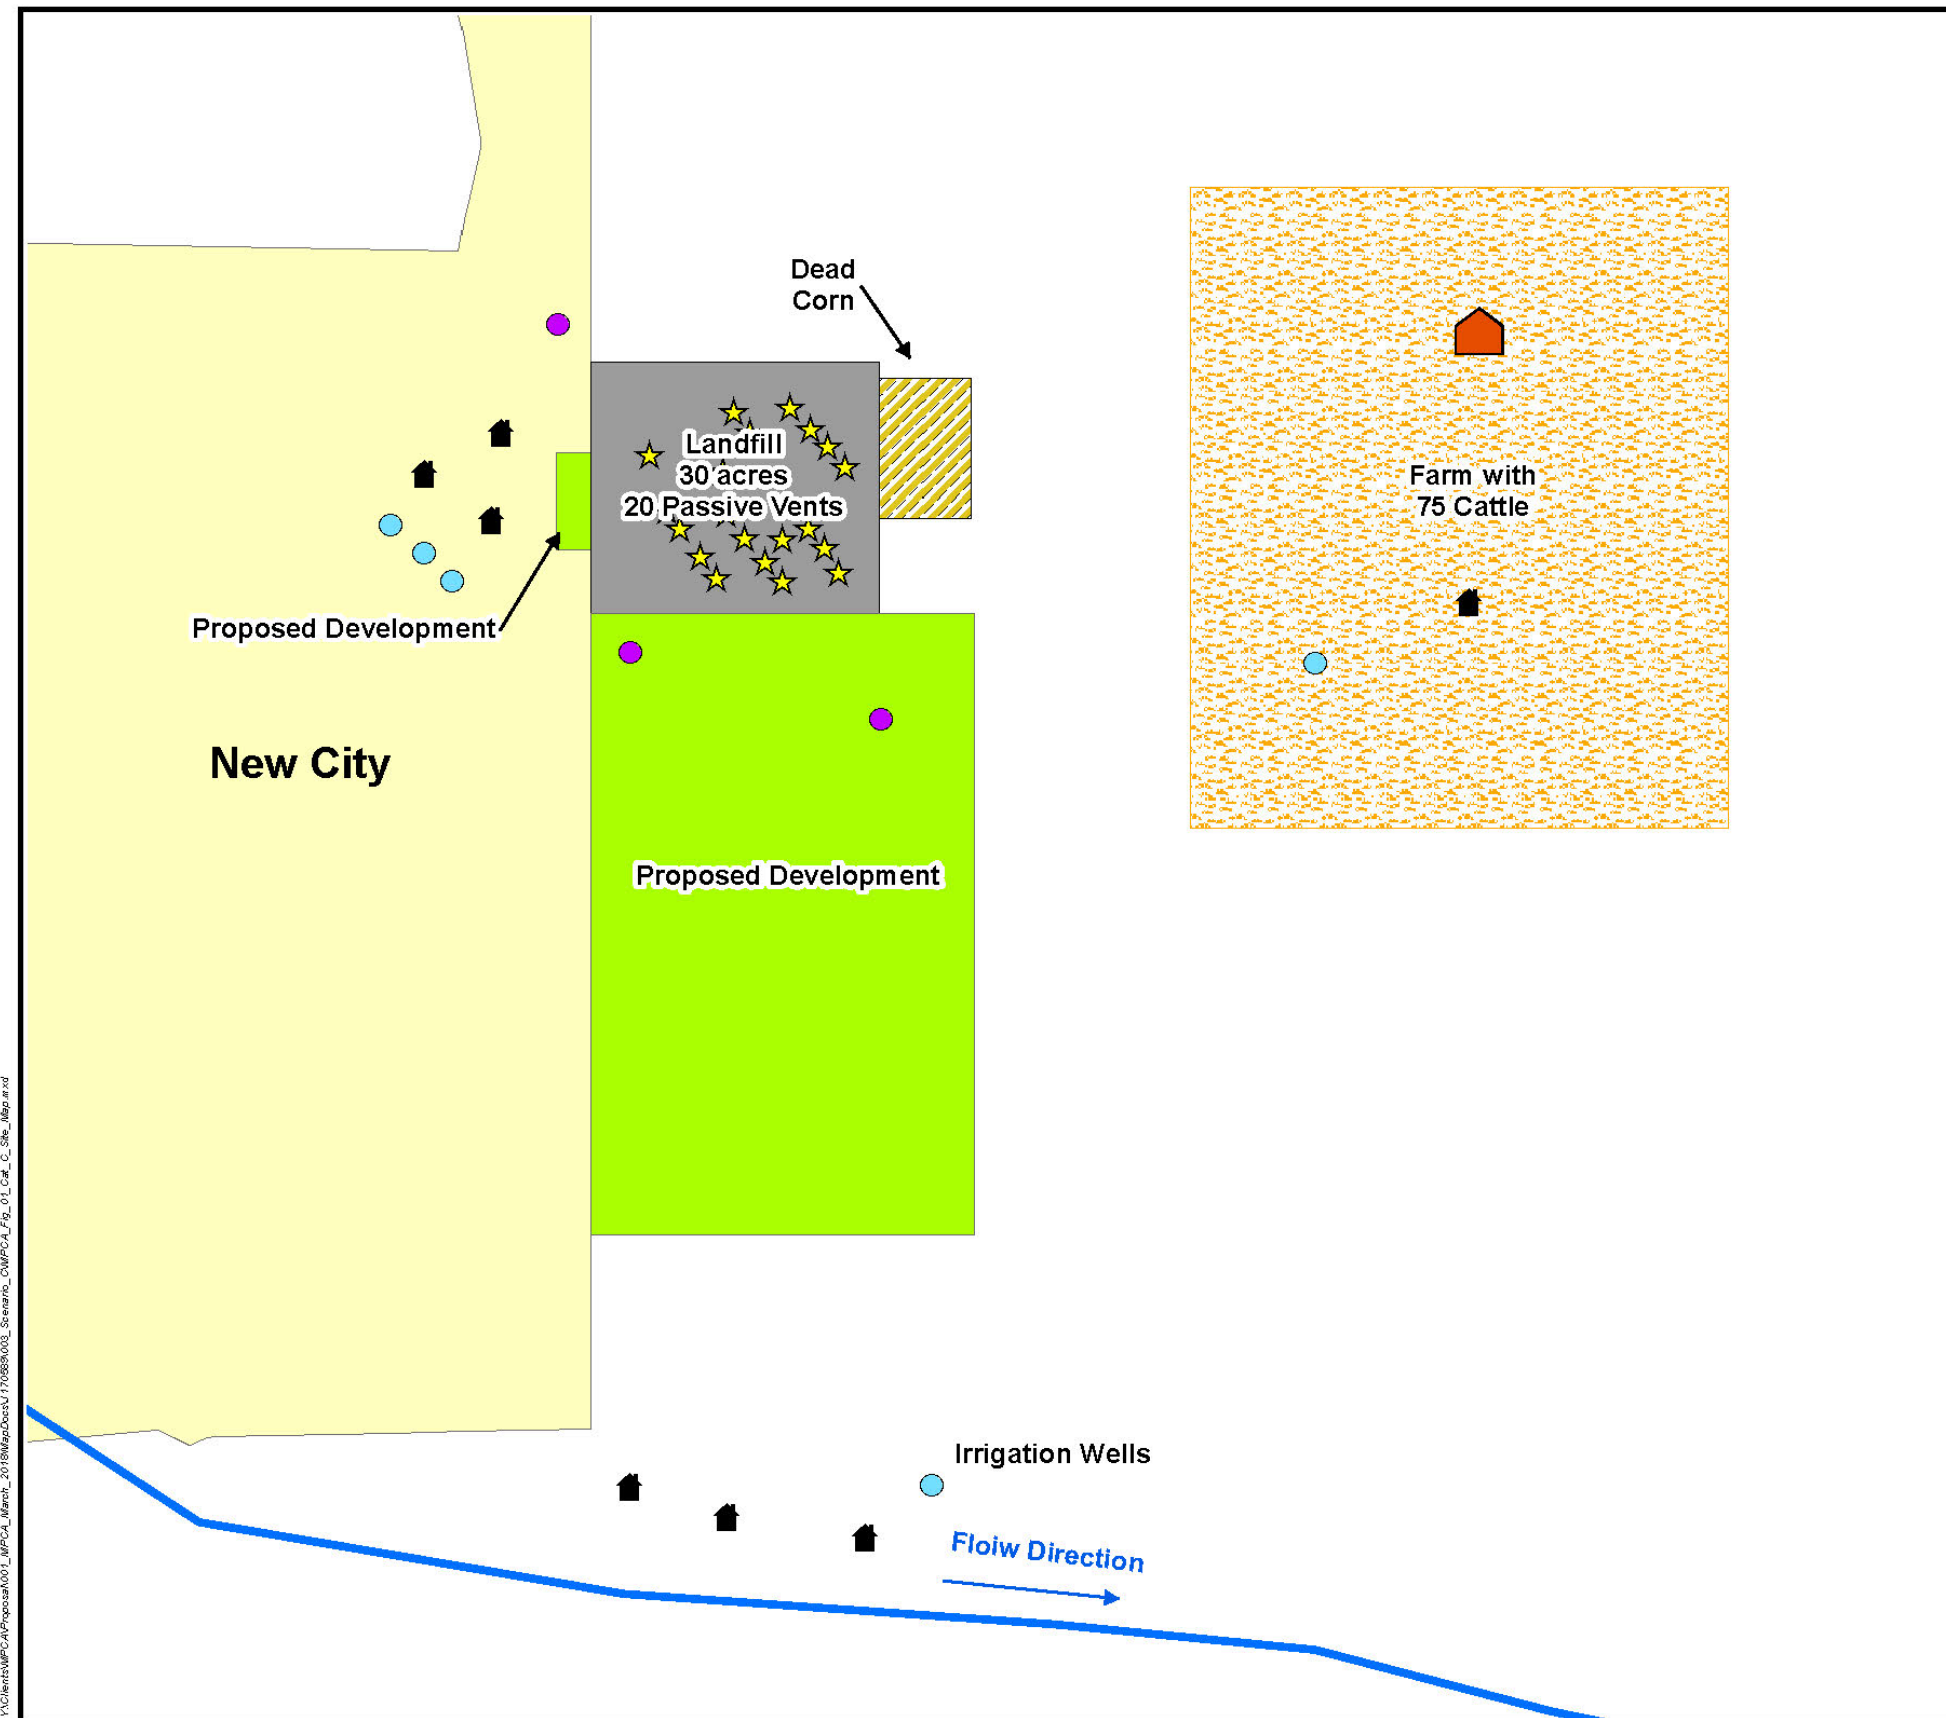 Dead
Corn
Landfill
30 acres
20 Passive Vents
Farm with
75 Cattle
Proposed Development
New City
Proposed Development
Irrigation Wells
Floiw Direction